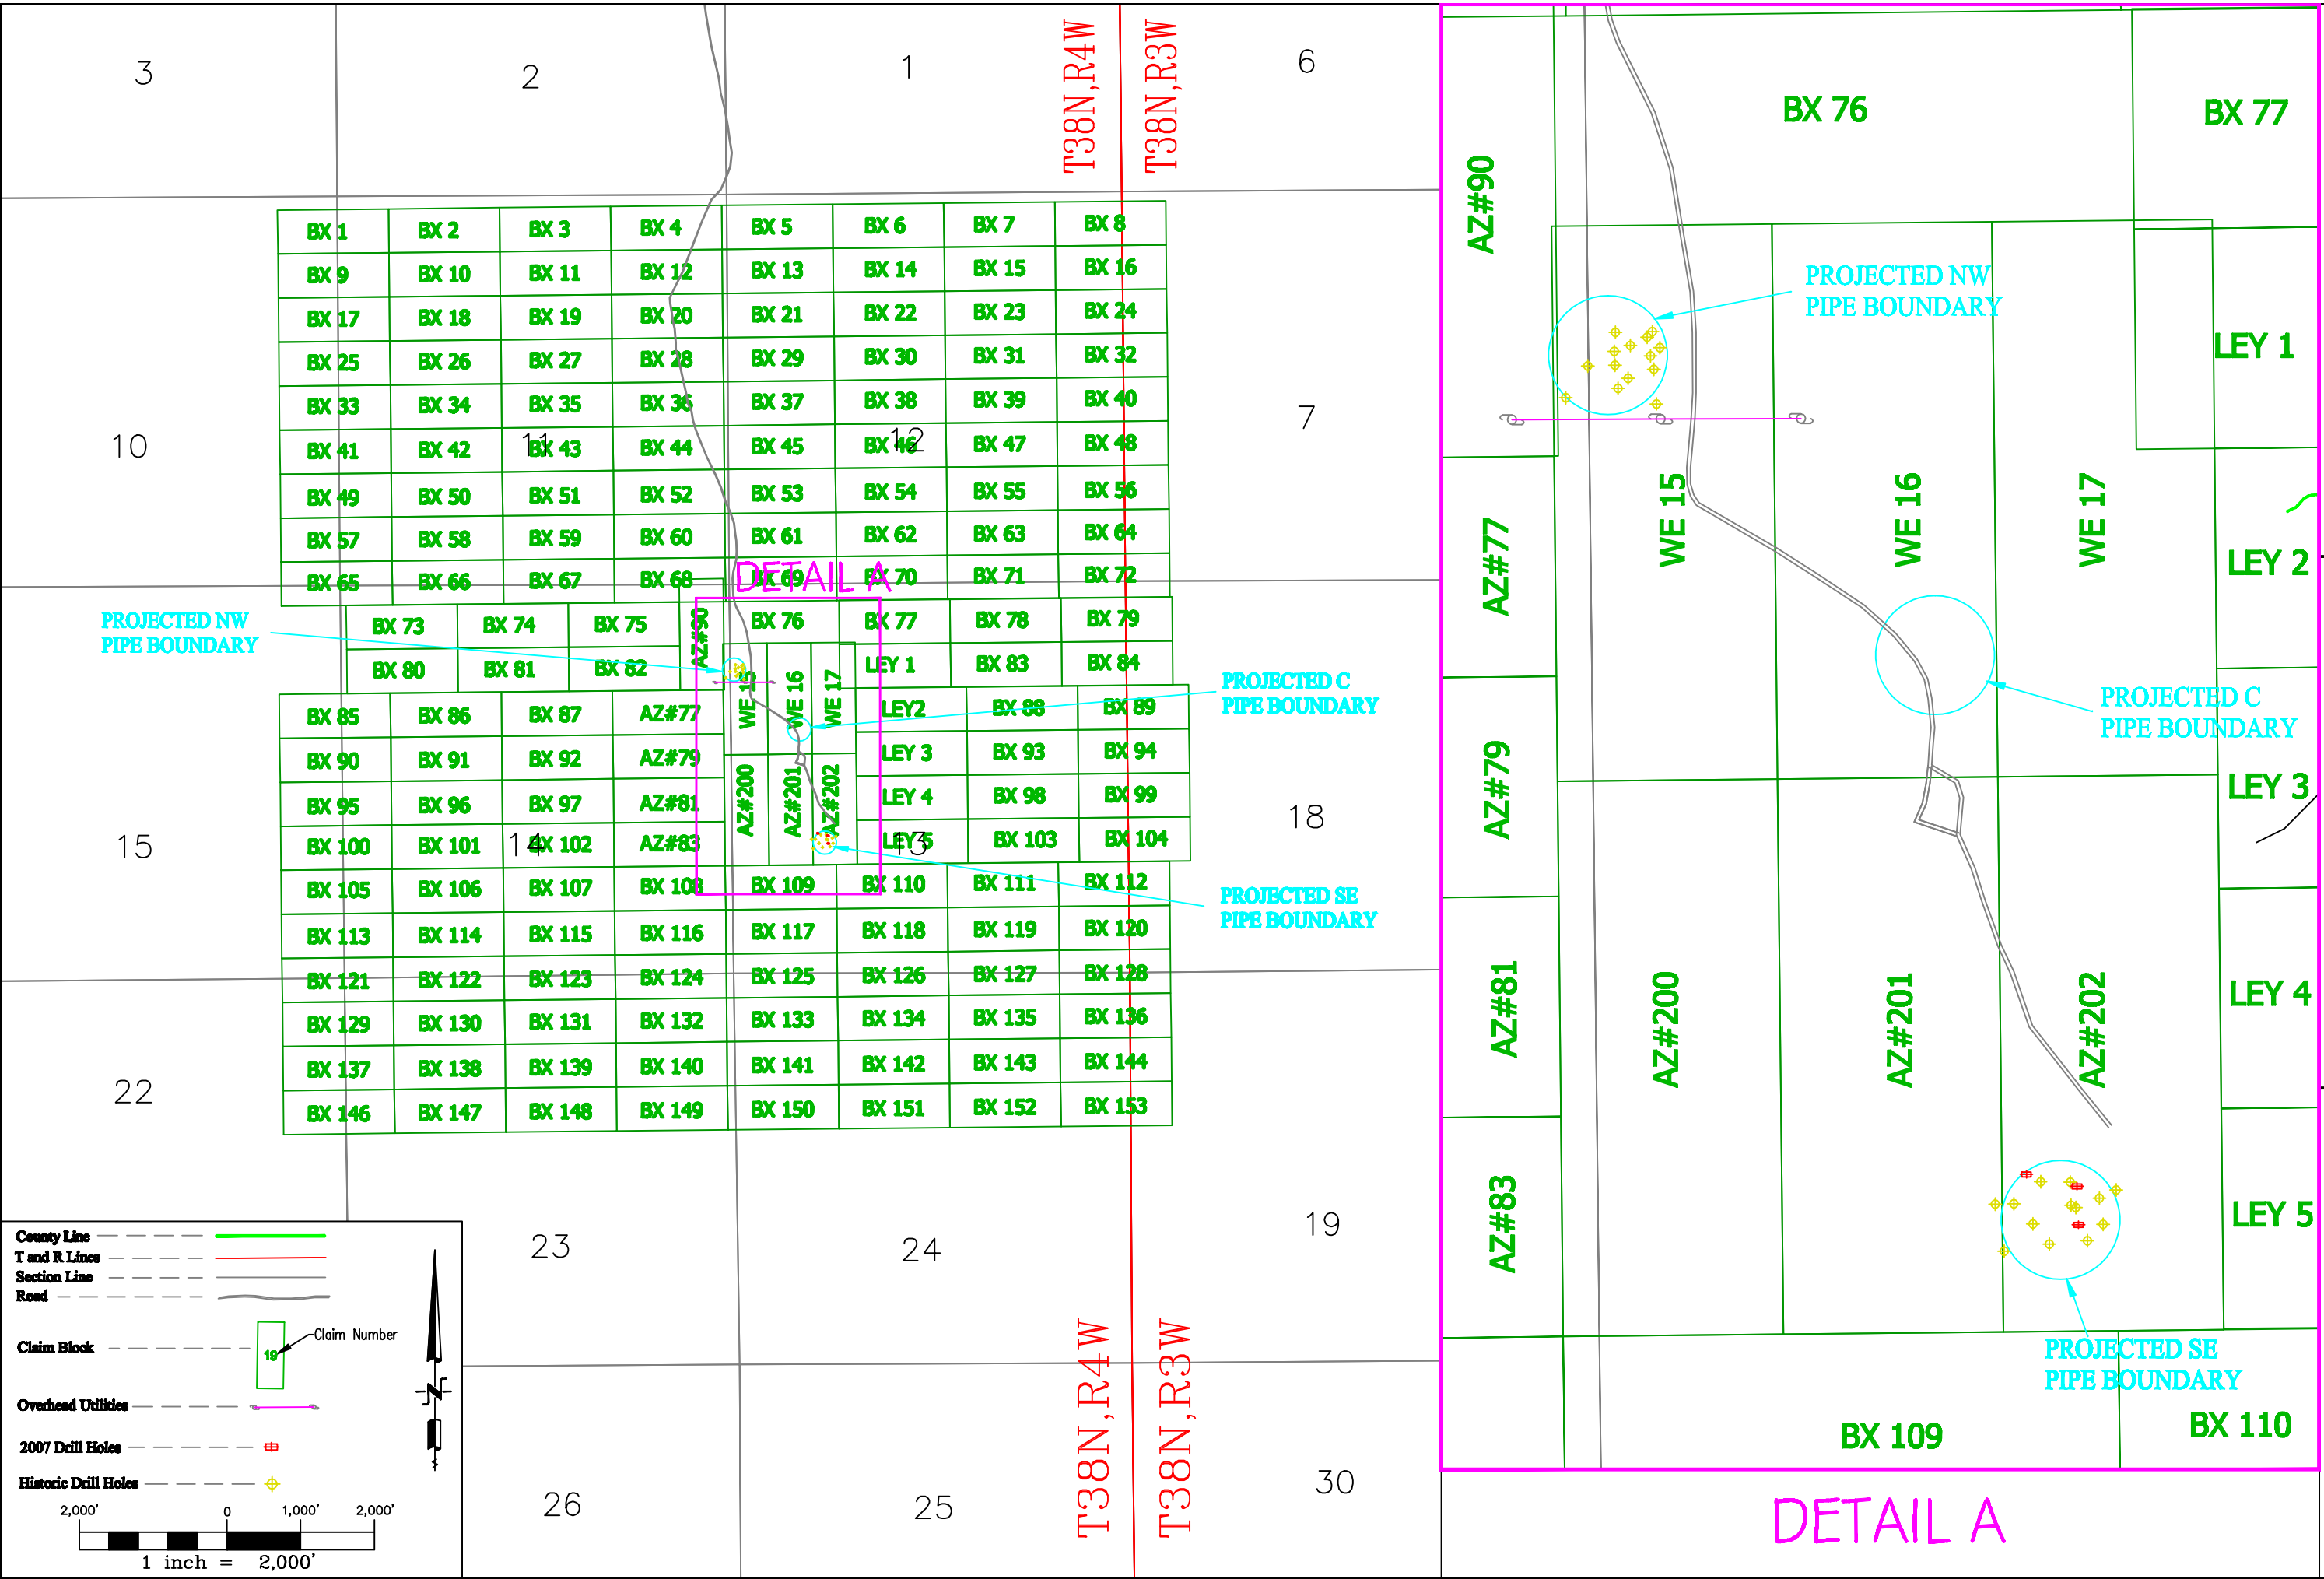 3 2 1 6
T38N,R4W
T38N,R3W
BX 1 BX 2 BX 3 BX 4 BX 5 BX 6 BX 7 BX 8
BX 9 BX 10 BX 11 BX 12 BX 13 BX 14 BX 15 BX 16
BX 17 BX 18 BX 19 BX 20 BX 21 BX 22 BX 23 BX 24
BX 25 BX 26 BX 27 BX 28 BX 29 BX 30 BX 31 BX 32
BX 33 BX 34 BX 35 BX 36 BX 37 BX 38 BX 39 BX 40
10 11 12 7
BX 41 BX 42 BX 43 BX 44 BX 45 BX 46 BX 47 BX 48
BX 49 BX 50 BX 51 BX 52 BX 53 BX 54 BX 55 BX 56
BX 57 BX 58 BX 59 BX 60 BX 61 BX 62 BX 63 BX 64
BX 65 BX 66 BX 67 BX 68 BX 69 BX 70 BX 71 BX 72
DETAIL A
PROJECTED NW
PIPE BOUNDARY
BX 73 BX 74 BX 75 AZ#90 BX 76 BX 77 BX 78 BX 79
BX 80 BX 81 BX 82 LEY 1 BX 83 BX 84
WE 15 WE 16 WE 17
PROJECTED C
PIPE BOUNDARY
BX 85 BX 86 BX 87 AZ#77 LEY2 BX 88 BX 89
BX 90 BX 91 BX 92 AZ#79 LEY 3 BX 93 BX 94
BX 95 BX 96 BX 97 AZ#81 LEY 4 BX 98 BX 99
AZ#200 AZ#201 AZ#202
15 14 13 18
BX 100 BX 101 BX 102 AZ#83 LEY 5 BX 103 BX 104
BX 105 BX 106 BX 107 BX 108 BX 109 BX 110 BX 111 BX 112
PROJECTED SE
PIPE BOUNDARY
BX 113 BX 114 BX 115 BX 116 BX 117 BX 118 BX 119 BX 120
BX 121 BX 122 BX 123 BX 124 BX 125 BX 126 BX 127 BX 128
BX 129 BX 130 BX 131 BX 132 BX 133 BX 134 BX 135 BX 136
BX 137 BX 138 BX 139 BX 140 BX 141 BX 142 BX 143 BX 144
BX 146 BX 147 BX 148 BX 149 BX 150 BX 151 BX 152 BX 153
22 23 24 19
26 25 30
T38N,R4W
T38N,R3W
County Line
T and R Lines
Section Line
Road
Claim Block
19
Claim Number
Overhead Utilities
2007 Drill Holes
Historic Drill Holes
N
2,000' 0 1,000' 2,000'
1 inch = 2,000'
BX 76 BX 77
AZ#90
PROJECTED NW
PIPE BOUNDARY
LEY 1
WE 15 WE 16 WE 17
AZ#77
LEY 2
PROJECTED C
PIPE BOUNDARY
AZ#79
LEY 3
AZ#81
AZ#200 AZ#201 AZ#202
LEY 4
AZ#83
LEY 5
PROJECTED SE
PIPE BOUNDARY
BX 109 BX 110
DETAIL A